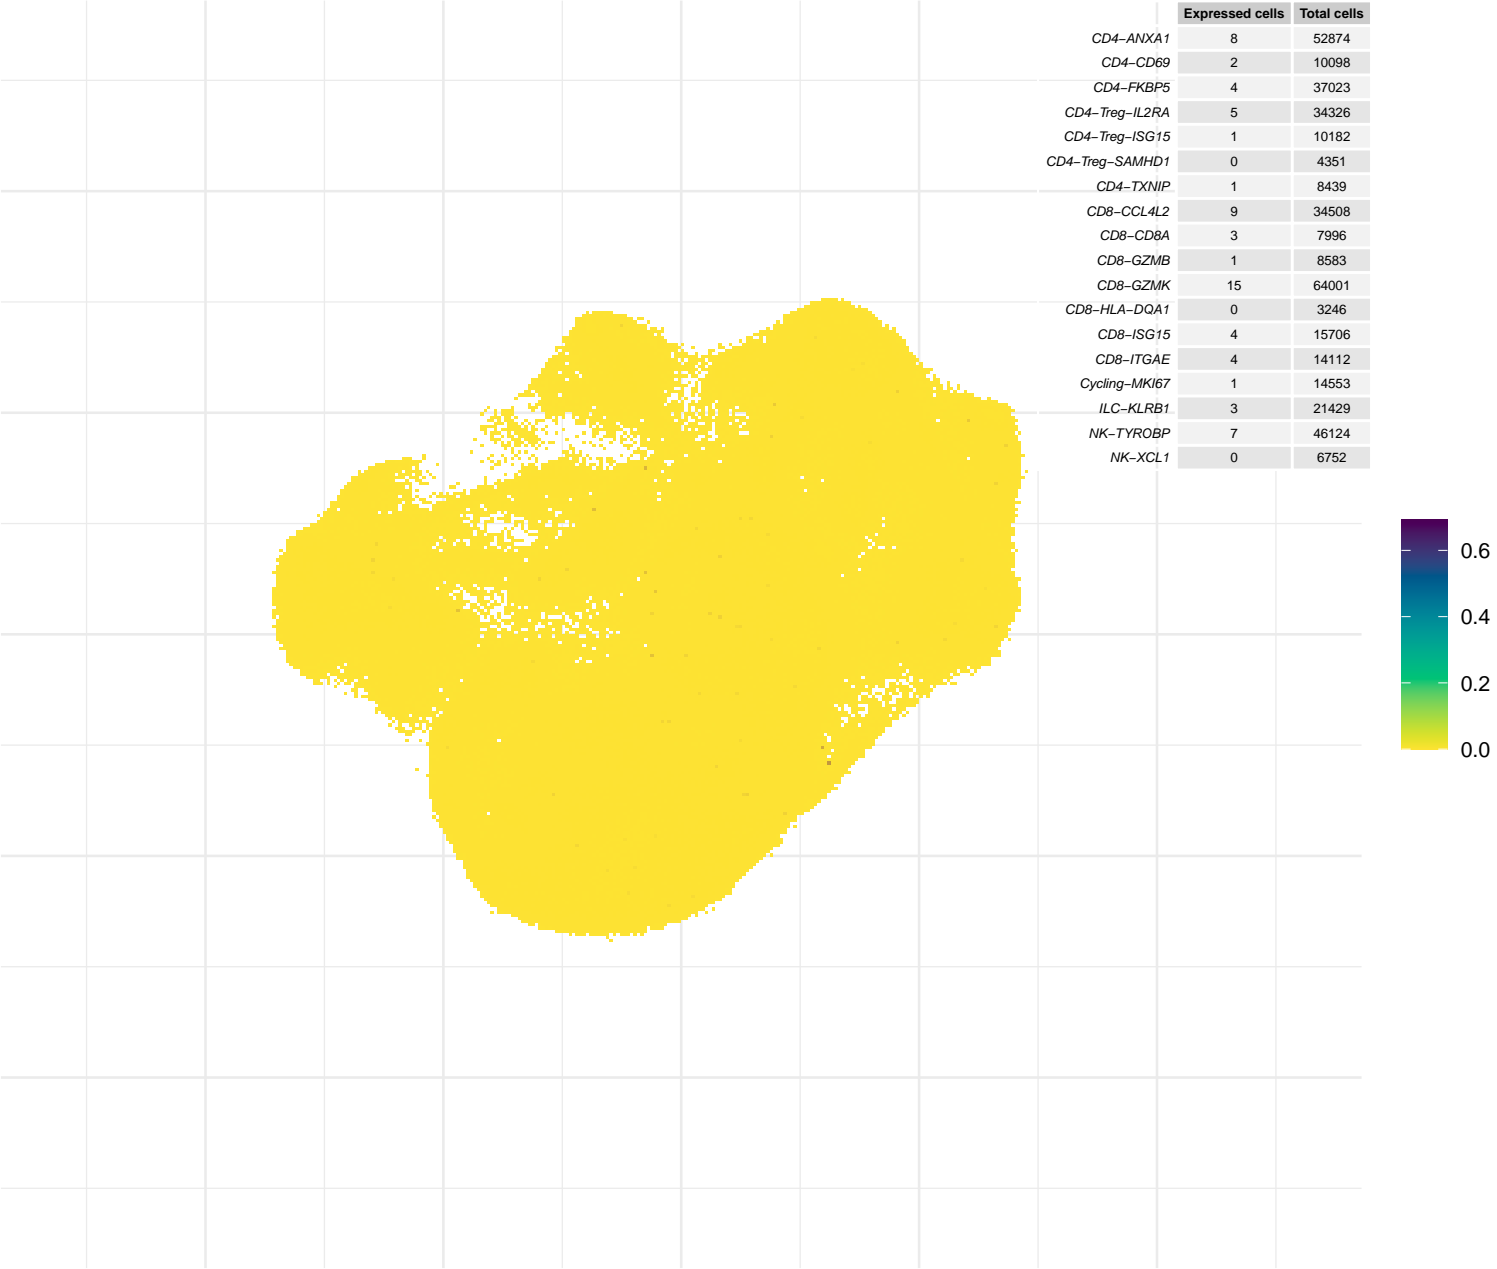 Expressed cells Total cells
CD4−ANXA1 8 52874
CD4−CD69 2 10098
CD4−FKBP5 4 37023
CD4−Treg−IL2RA 5 34326
CD4−Treg−ISG15 1 10182
CD4−Treg−SAMHD1 0 4351
CD4−TXNIP 1 8439
CD8−CCL4L2 9 34508
CD8−CD8A 3 7996
CD8−GZMB 1 8583
CD8−GZMK 15 64001
CD8−HLA−DQA1 0 3246
CD8−ISG15 4 15706
CD8−ITGAE 4 14112
Cycling−MKI67 1 14553
ILC−KLRB1 3 21429
NK−TYROBP 7 46124
NK−XCL1 0 6752
0.6
0.4
0.2
0.0